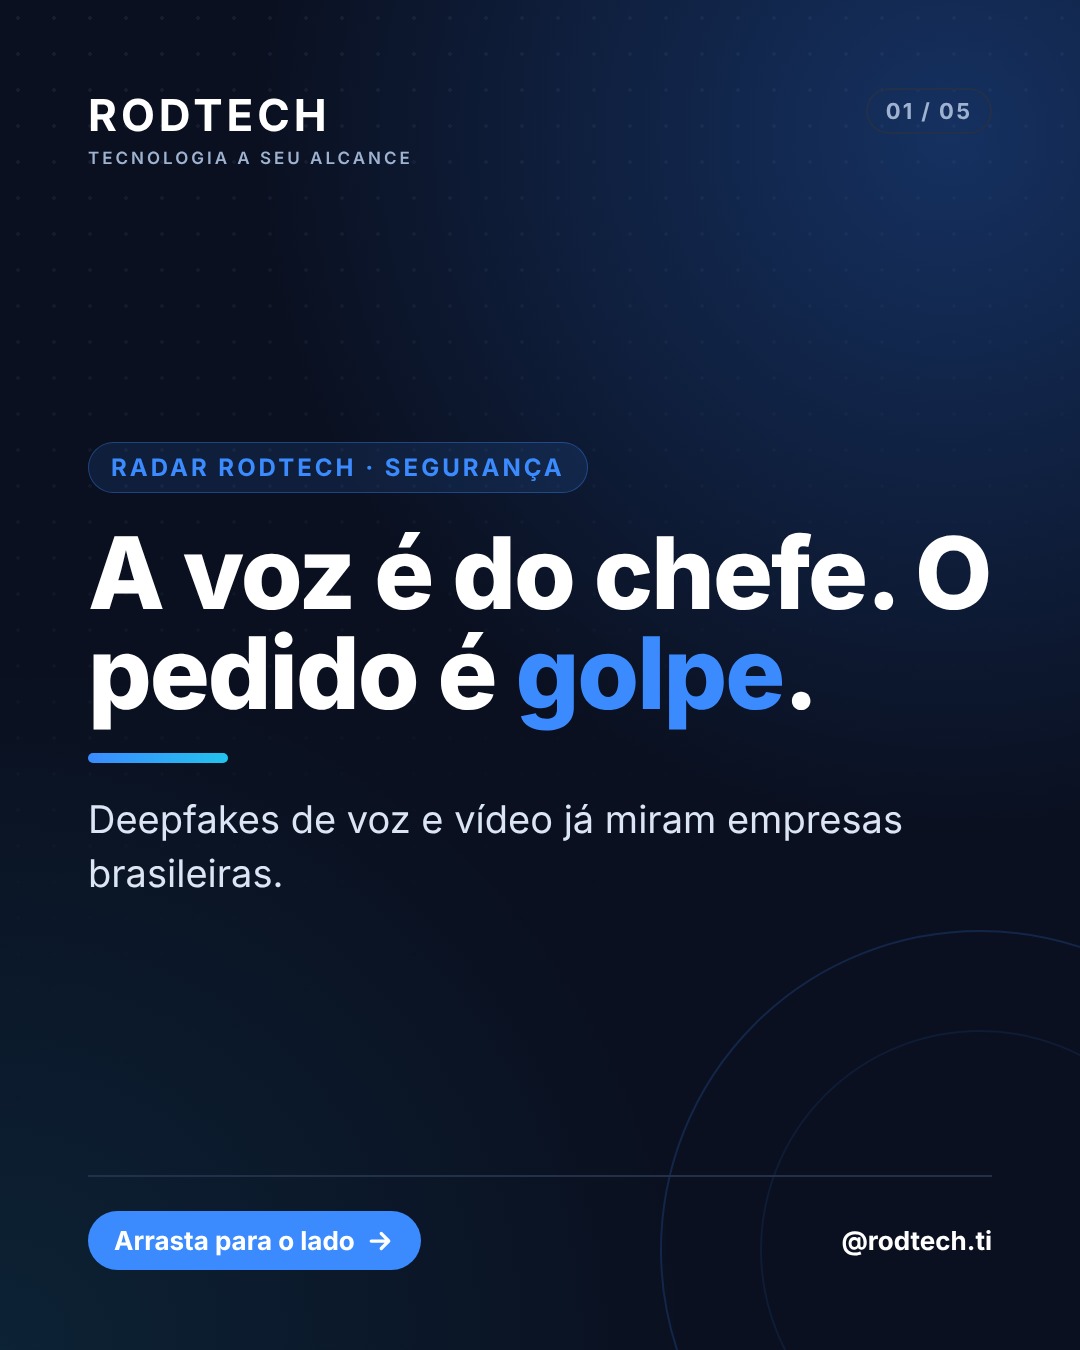 RODTECH
TECNOLOGIA A SEU ALCANCE
01 / 05
RADAR RODTECH · SEGURANÇA
A voz é do chefe. O
pedido é golpe.
Deepfakes de voz e vídeo já miram empresas
brasileiras.
Arrasta para o lado →
@rodtech.ti